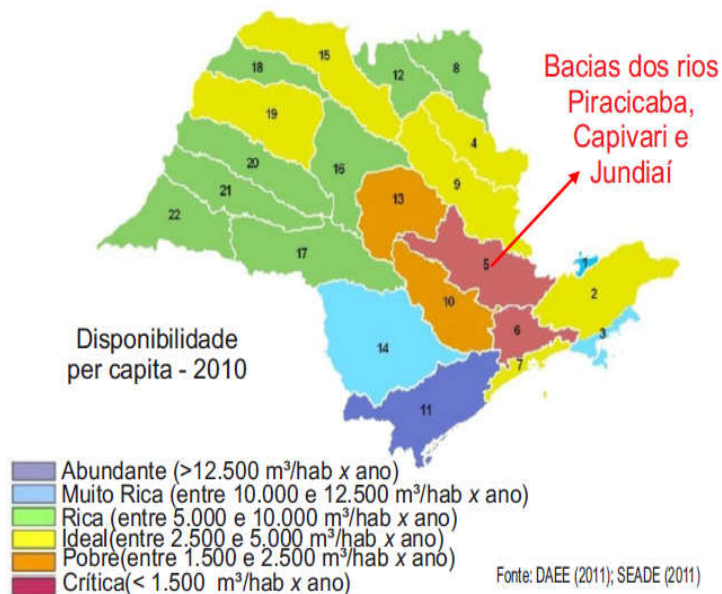 15
18
12
8
Bacias dos rios
Piracicaba,
Capivari e
Jundiaí
19
4
20
16
9
21
13
22
17
5
1
2
10
6
3
Disponibilidade
per capita - 2010
14
7
11
Abundante (>12.500 m³/hab x ano)
Muito Rica (entre 10.000 e 12.500 m³/hab x ano)
Rica (entre 5.000 e 10.000 m³/hab x ano)
Ideal(entre 2.500 e 5.000 m³/hab x ano)
Pobre(entre 1.500 e 2.500 m³/hab x ano)
Crítica(< 1.500 m³/hab x ano)
Fonte: DAEE (2011); SEADE (2011)